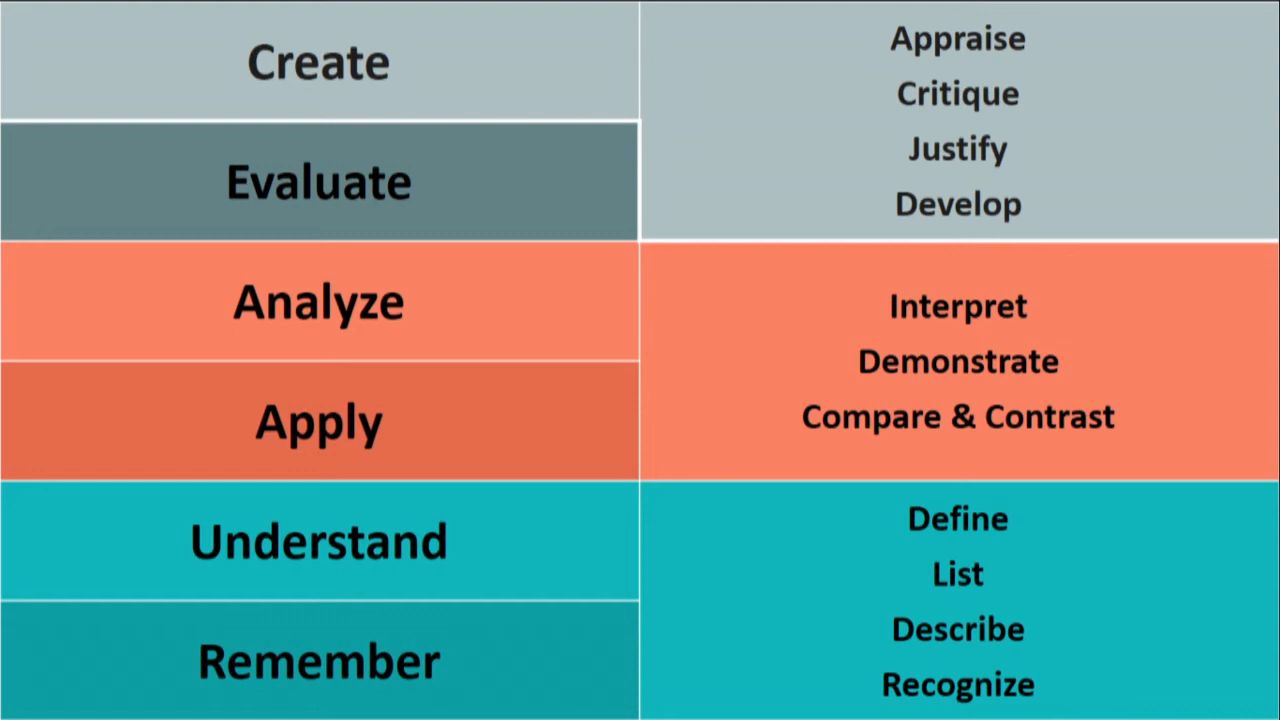 Create
Appraise
Critique
Justify
Develop
Evaluate
Analyze
Interpret
Demonstrate
Compare & Contrast
Apply
Understand
Define
List
Describe
Recognize
Remember